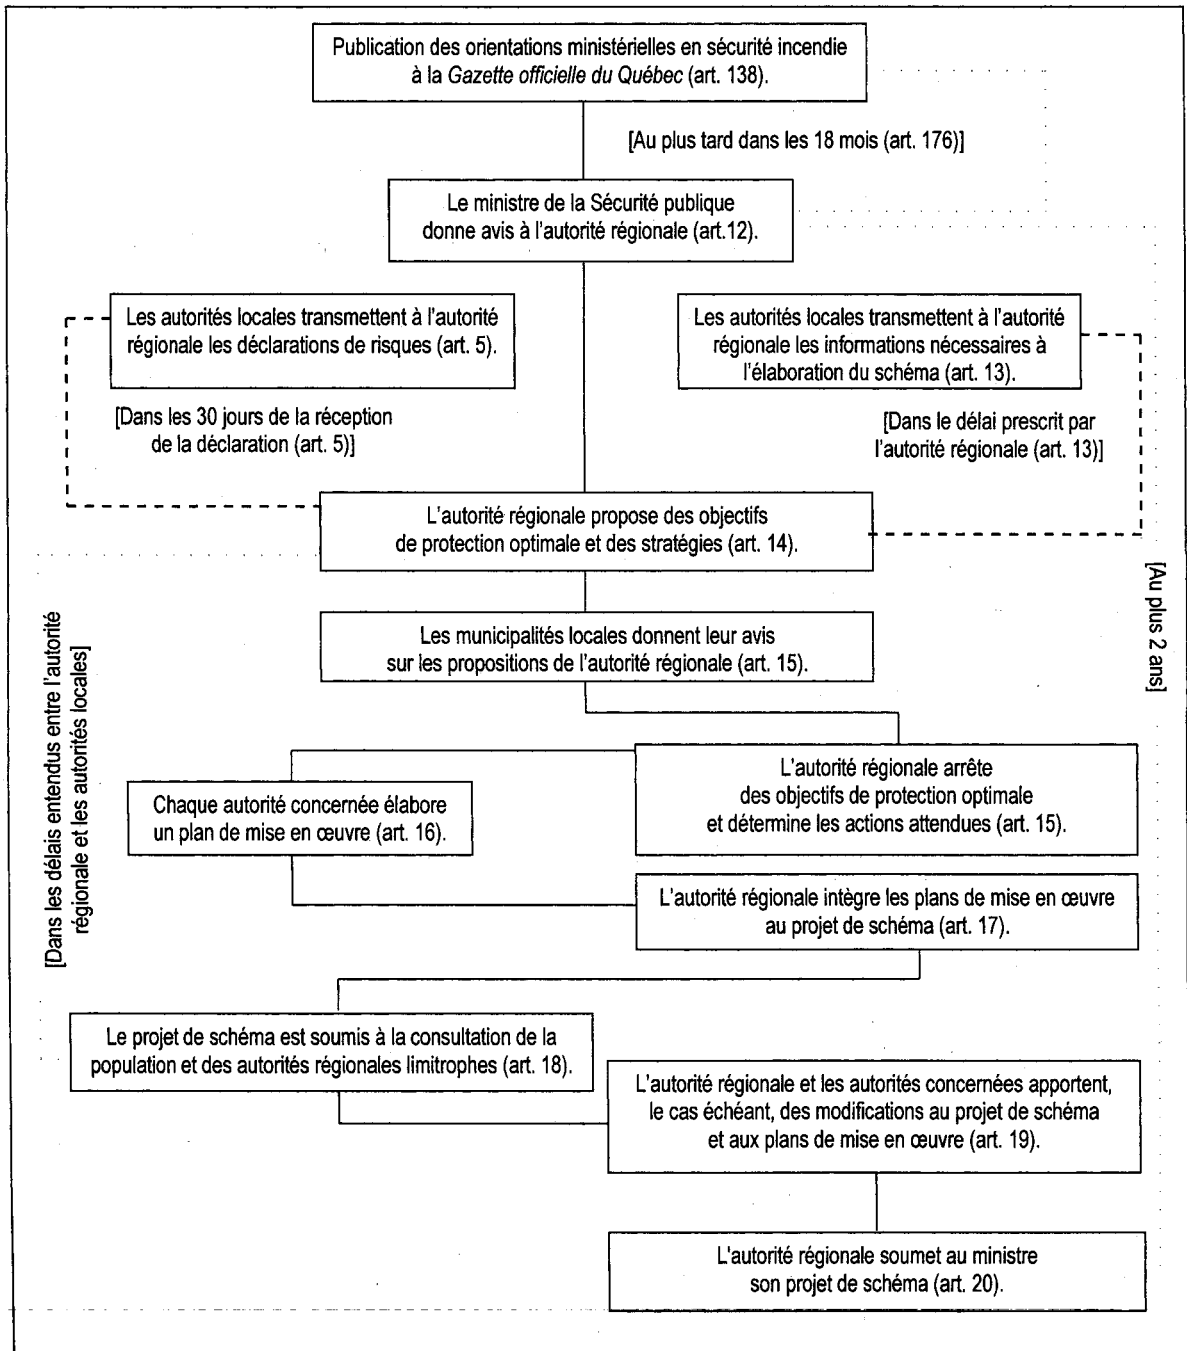 Publication des orientations ministérielles en sécurité incendie
à la Gazette officielle du Québec (art. 138).
[Au plus tard dans les 18 mois (art. 176)]
Le ministre de la Sécurité publique
donne avis à l'autorité régionale (art.12).
Les autorités locales transmettent à l'autorité
régionale les déclarations de risques (art. 5).
Les autorités locales transmettent à l'autorité
régionale les informations nécessaires à
l'élaboration du schéma (art. 13).
[Dans les 30 jours de la réception
de la déclaration (art. 5)]
[Dans le délai prescrit par
l'autorité régionale (art. 13)]
L'autorité régionale propose des objectifs
de protection optimale et des stratégies (art. 14).
[Au plus 2 ans]
Les municipalités locales donnent leur avis
sur les propositions de l'autorité régionale (art. 15).
[Dans les délais entendus entre l'autorité
régionale et les autorités locales]
L'autorité régionale arrête
des objectifs de protection optimale
et détermine les actions attendues (art. 15).
Chaque autorité concernée élabore
un plan de mise en œuvre (art. 16).
L'autorité régionale intègre les plans de mise en œuvre
au projet de schéma (art. 17).
Le projet de schéma est soumis à la consultation de la
population et des autorités régionales limitrophes (art. 18).
L'autorité régionale et les autorités concernées apportent,
le cas échéant, des modifications au projet de schéma
et aux plans de mise en œuvre (art. 19).
L'autorité régionale soumet au ministre
son projet de schéma (art. 20).